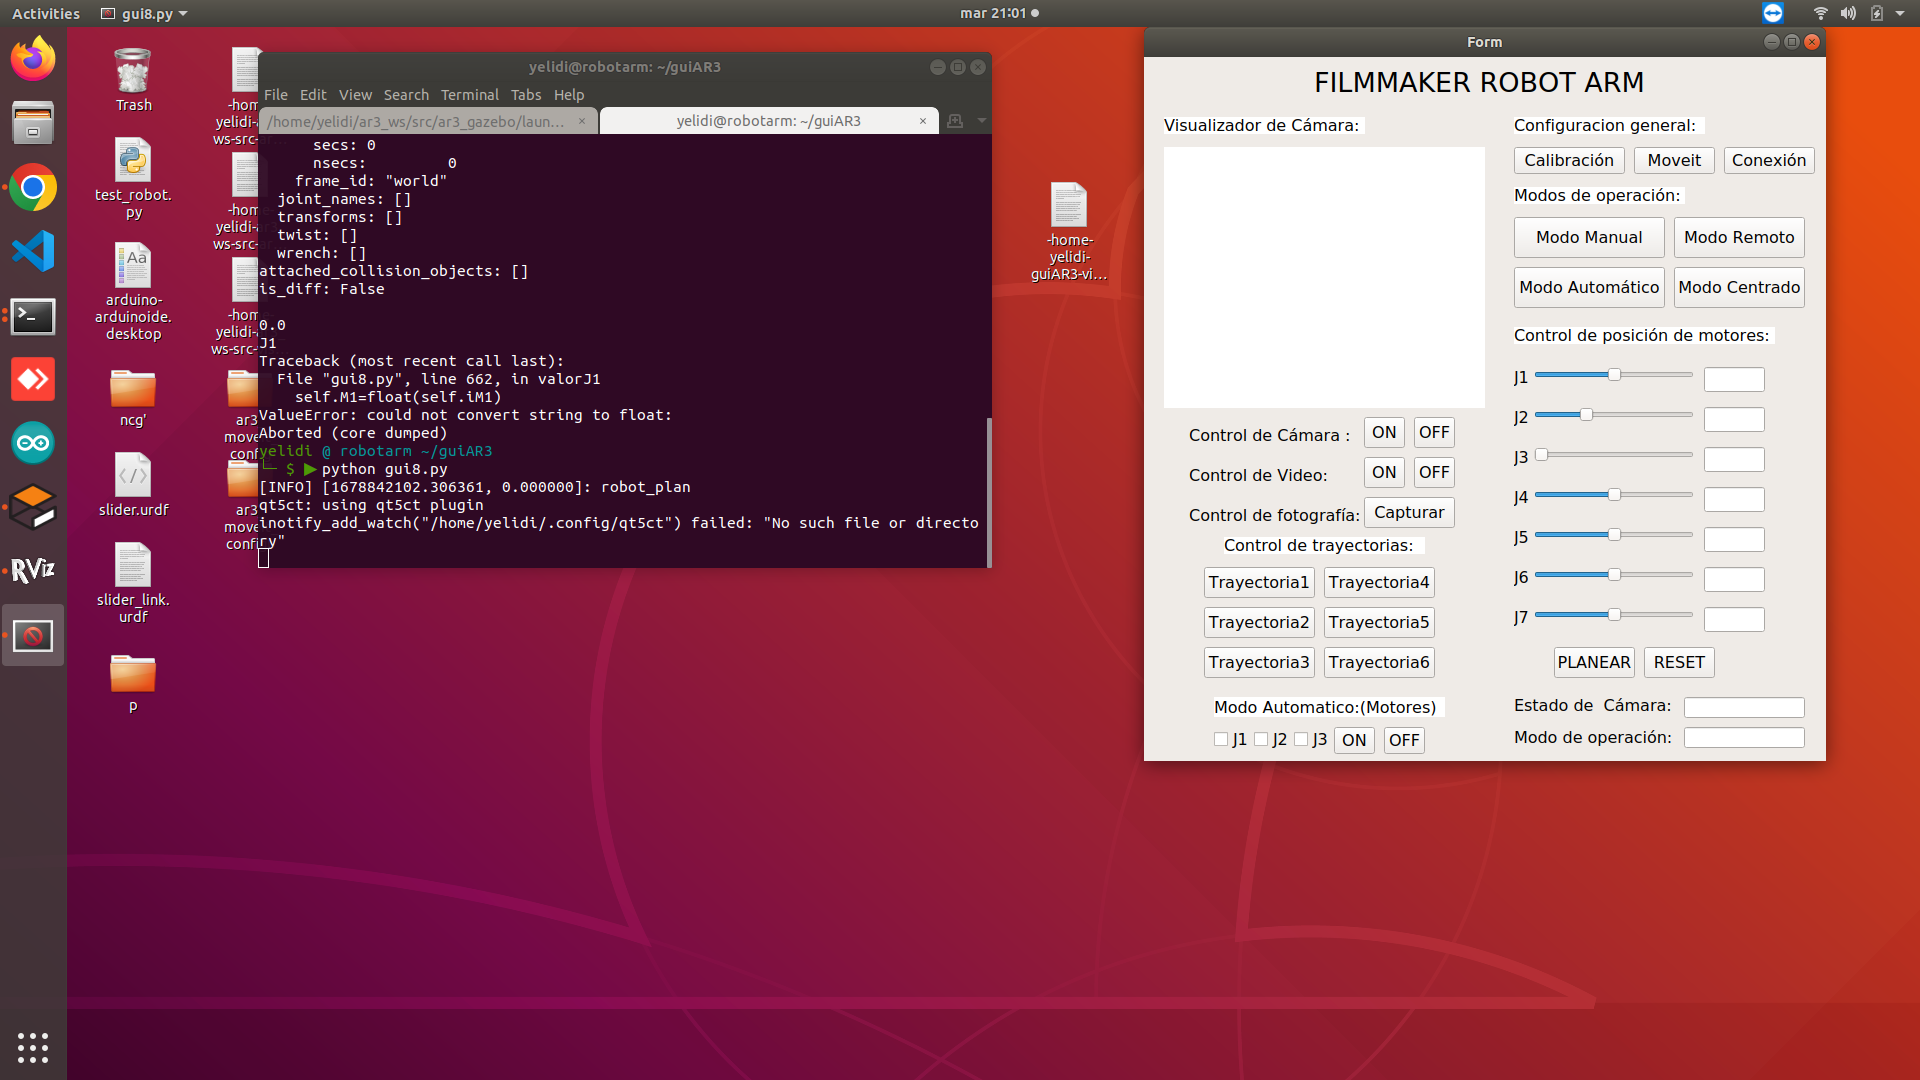 Activities
gui8.py
mar 21:01
Trash
test_robot.
py
arduino-
arduinoide.
desktop
ncg'
slider.urdf
slider_link.
urdf
p
-hom
yelidi-a
ws-src-ar...
-hom
yelidi-ar3
ws-src-ar
-hom
yelidi-a
ws-src-
ar3
move
conf
ar3
move
confi
yelidi@robotarm: ~/guiAR3
File Edit View Search Terminal Tabs Help
/home/yelidi/ar3_ws/src/ar3_gazebo/laun...
yelidi@robotarm: ~/guiAR3
secs: 0
nsecs: 0
frame_id: "world"
joint_names: []
transforms: []
twist: []
wrench: []
attached_collision_objects: []
is_diff: False
0.0
J1
Traceback (most recent call last):
File "gui8.py", line 662, in valorJ1
self.M1=float(self.iM1)
ValueError: could not convert string to float:
Aborted (core dumped)
yelidi @ robotarm ~/guiAR3
$ python gui8.py
[INFO] [1678842102.306361, 0.000000]: robot_plan
qt5ct: using qt5ct plugin
inotify_add_watch("/home/yelidi/.config/qt5ct") failed: "No such file or directo
ry"
-home-
yelidi-
guiAR3-vi...
RViz
Form
FILMMAKER ROBOT ARM
Visualizador de Cámara:
Control de Cámara : ON OFF
Control de Video: ON OFF
Control de fotografía: Capturar
Control de trayectorias:
Trayectoria1 Trayectoria4
Trayectoria2 Trayectoria5
Trayectoria3 Trayectoria6
Modo Automatico:(Motores)
J1 J2 J3 ON OFF
Configuracion general:
Calibración Moveit Conexión
Modos de operación:
Modo Manual Modo Remoto
Modo Automático Modo Centrado
Control de posición de motores:
J1
J2
J3
J4
J5
J6
J7
PLANEAR RESET
Estado de Cámara:
Modo de operación: